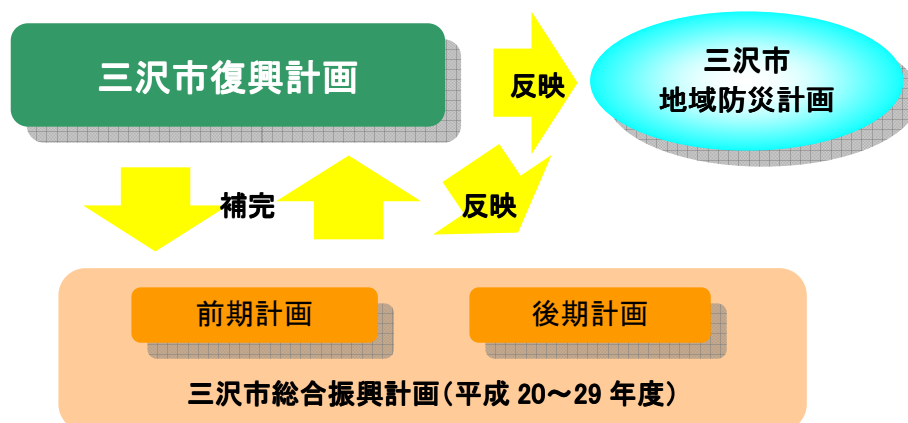 三沢市復興計画
反映
三沢市
地域防災計画
補完
反映
前期計画
後期計画
三沢市総合振興計画（平成 20～29 年度）